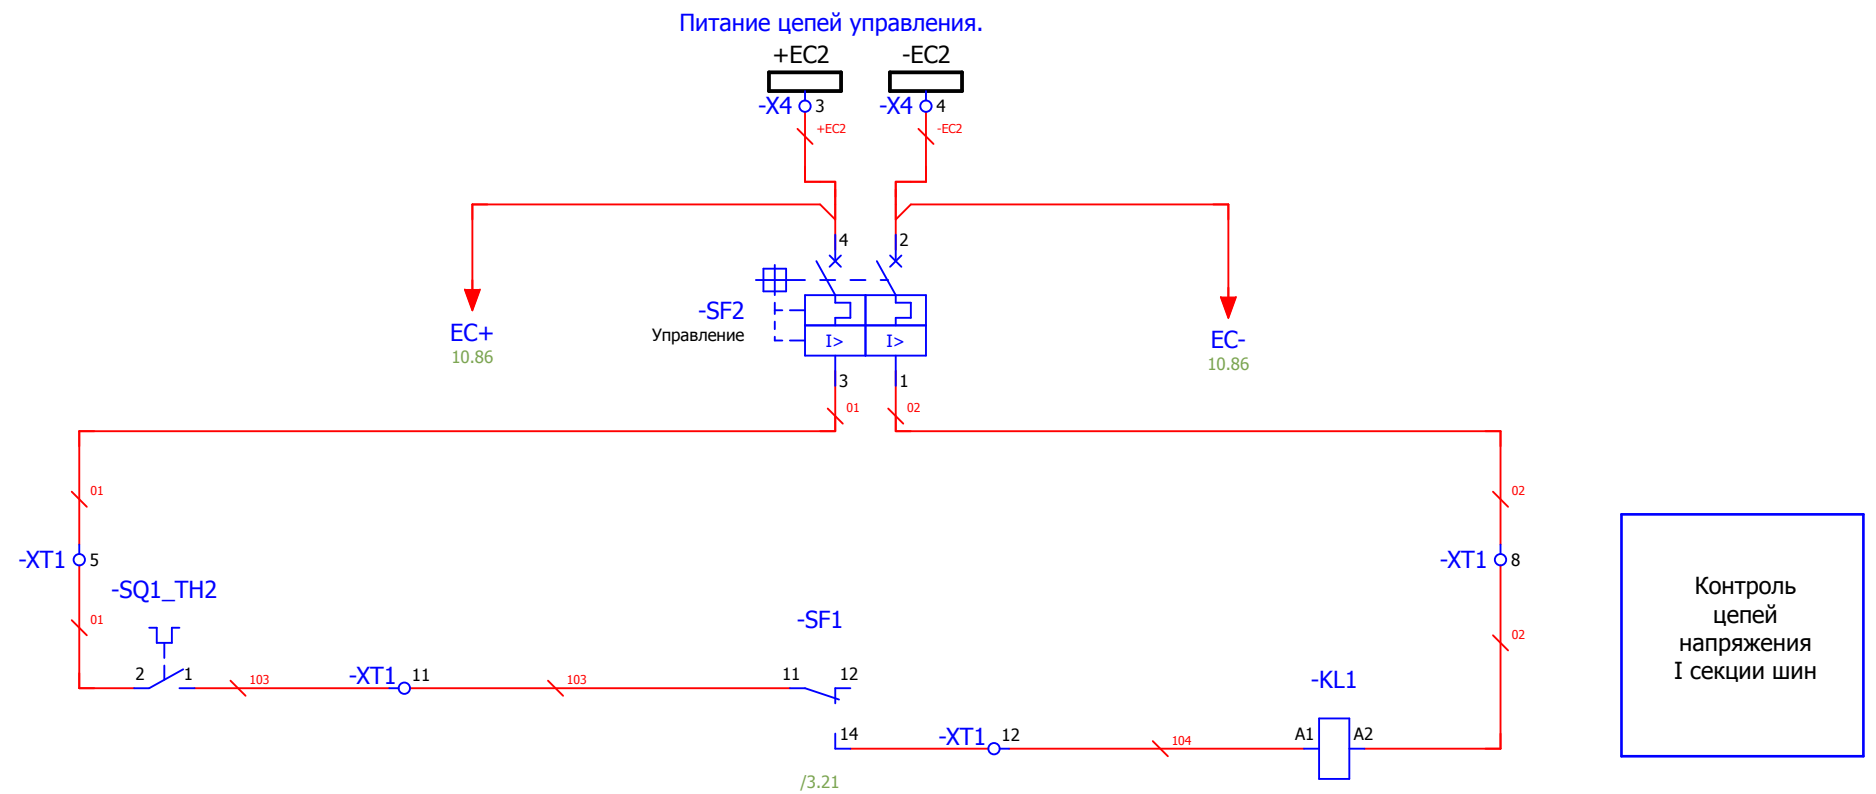 Питание цепей управления.
+EC2
-EC2
-X4 3
-X4 4
+EC2
-EC2
4
2
-SF2
Управление
I>
I>
EC+
10.86
EC-
10.86
3
1
01
02
01
02
-XT1 5
-XT1 8
-SQ1_TH2
01
02
2
1
103
-XT1 11
103
-SF1
11
12
14
/3.21
-XT1 12
104
-KL1
A1
A2
Контроль
цепей
напряжения
I секции шин